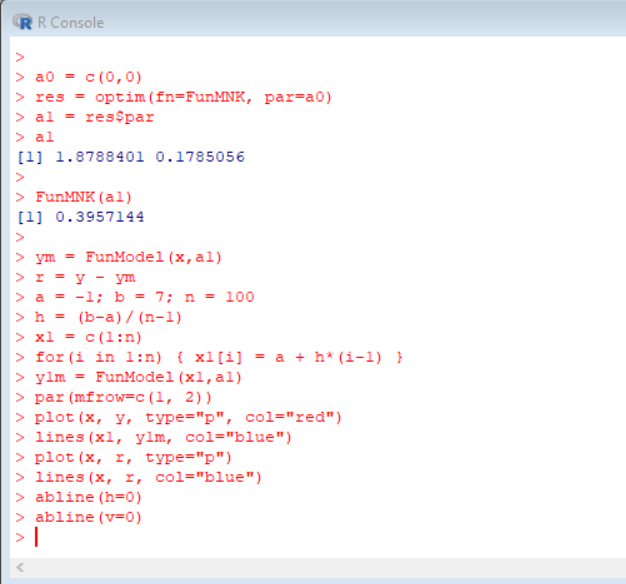 R Console
>
> a0 = c(0,0)
> res = optim(fn=FunMNK, par=a0)
> a1 = res$par
> a1
[1] 1.8788401 0.1785056
>
> FunMNK(a1)
[1] 0.3957144
>
> ym = FunModel(x,a1)
> r = y - ym
> a = -1; b = 7; n = 100
> h = (b-a)/(n-1)
> x1 = c(1:n)
> for(i in 1:n) { x1[i] = a + h*(i-1) }
> y1m = FunModel(x1,a1)
> par(mfrow=c(1, 2))
> plot(x, y, type="p", col="red")
> lines(x1, y1m, col="blue")
> plot(x, r, type="p")
> lines(x, r, col="blue")
> abline(h=0)
> abline(v=0)
>